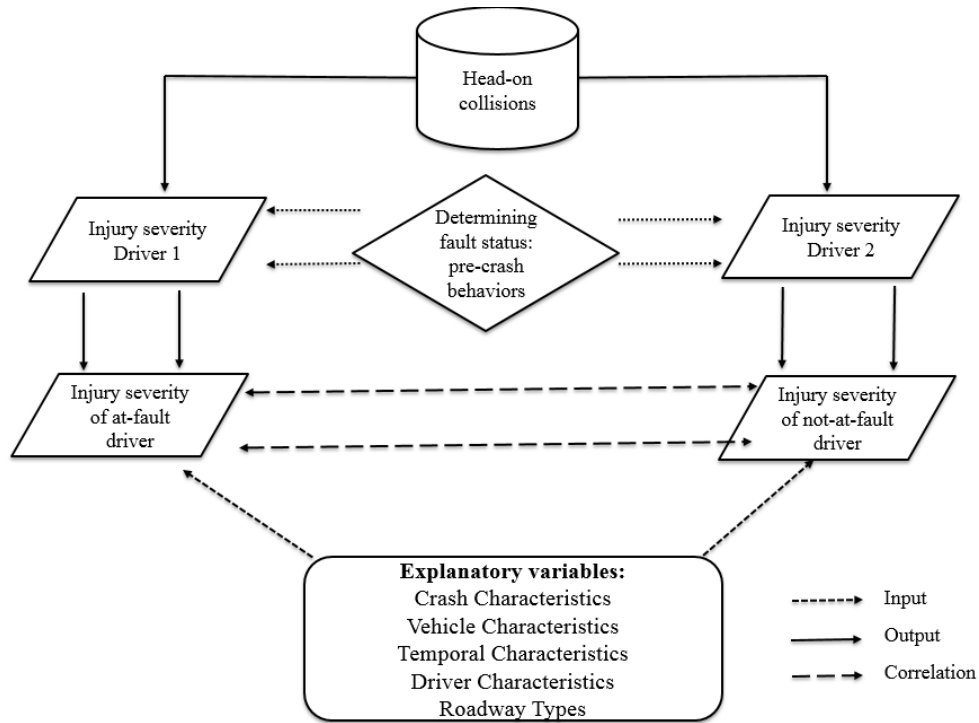 Head-on
collisions
Injury severity
Driver 1
Determining
fault status:
pre-crash
behaviors
Injury severity
Driver 2
Injury severity
of at-fault
driver
Injury severity
of not-at-fault
driver
Explanatory variables:
Crash Characteristics
Vehicle Characteristics
Temporal Characteristics
Driver Characteristics
Roadway Types
Input
Output
Correlation